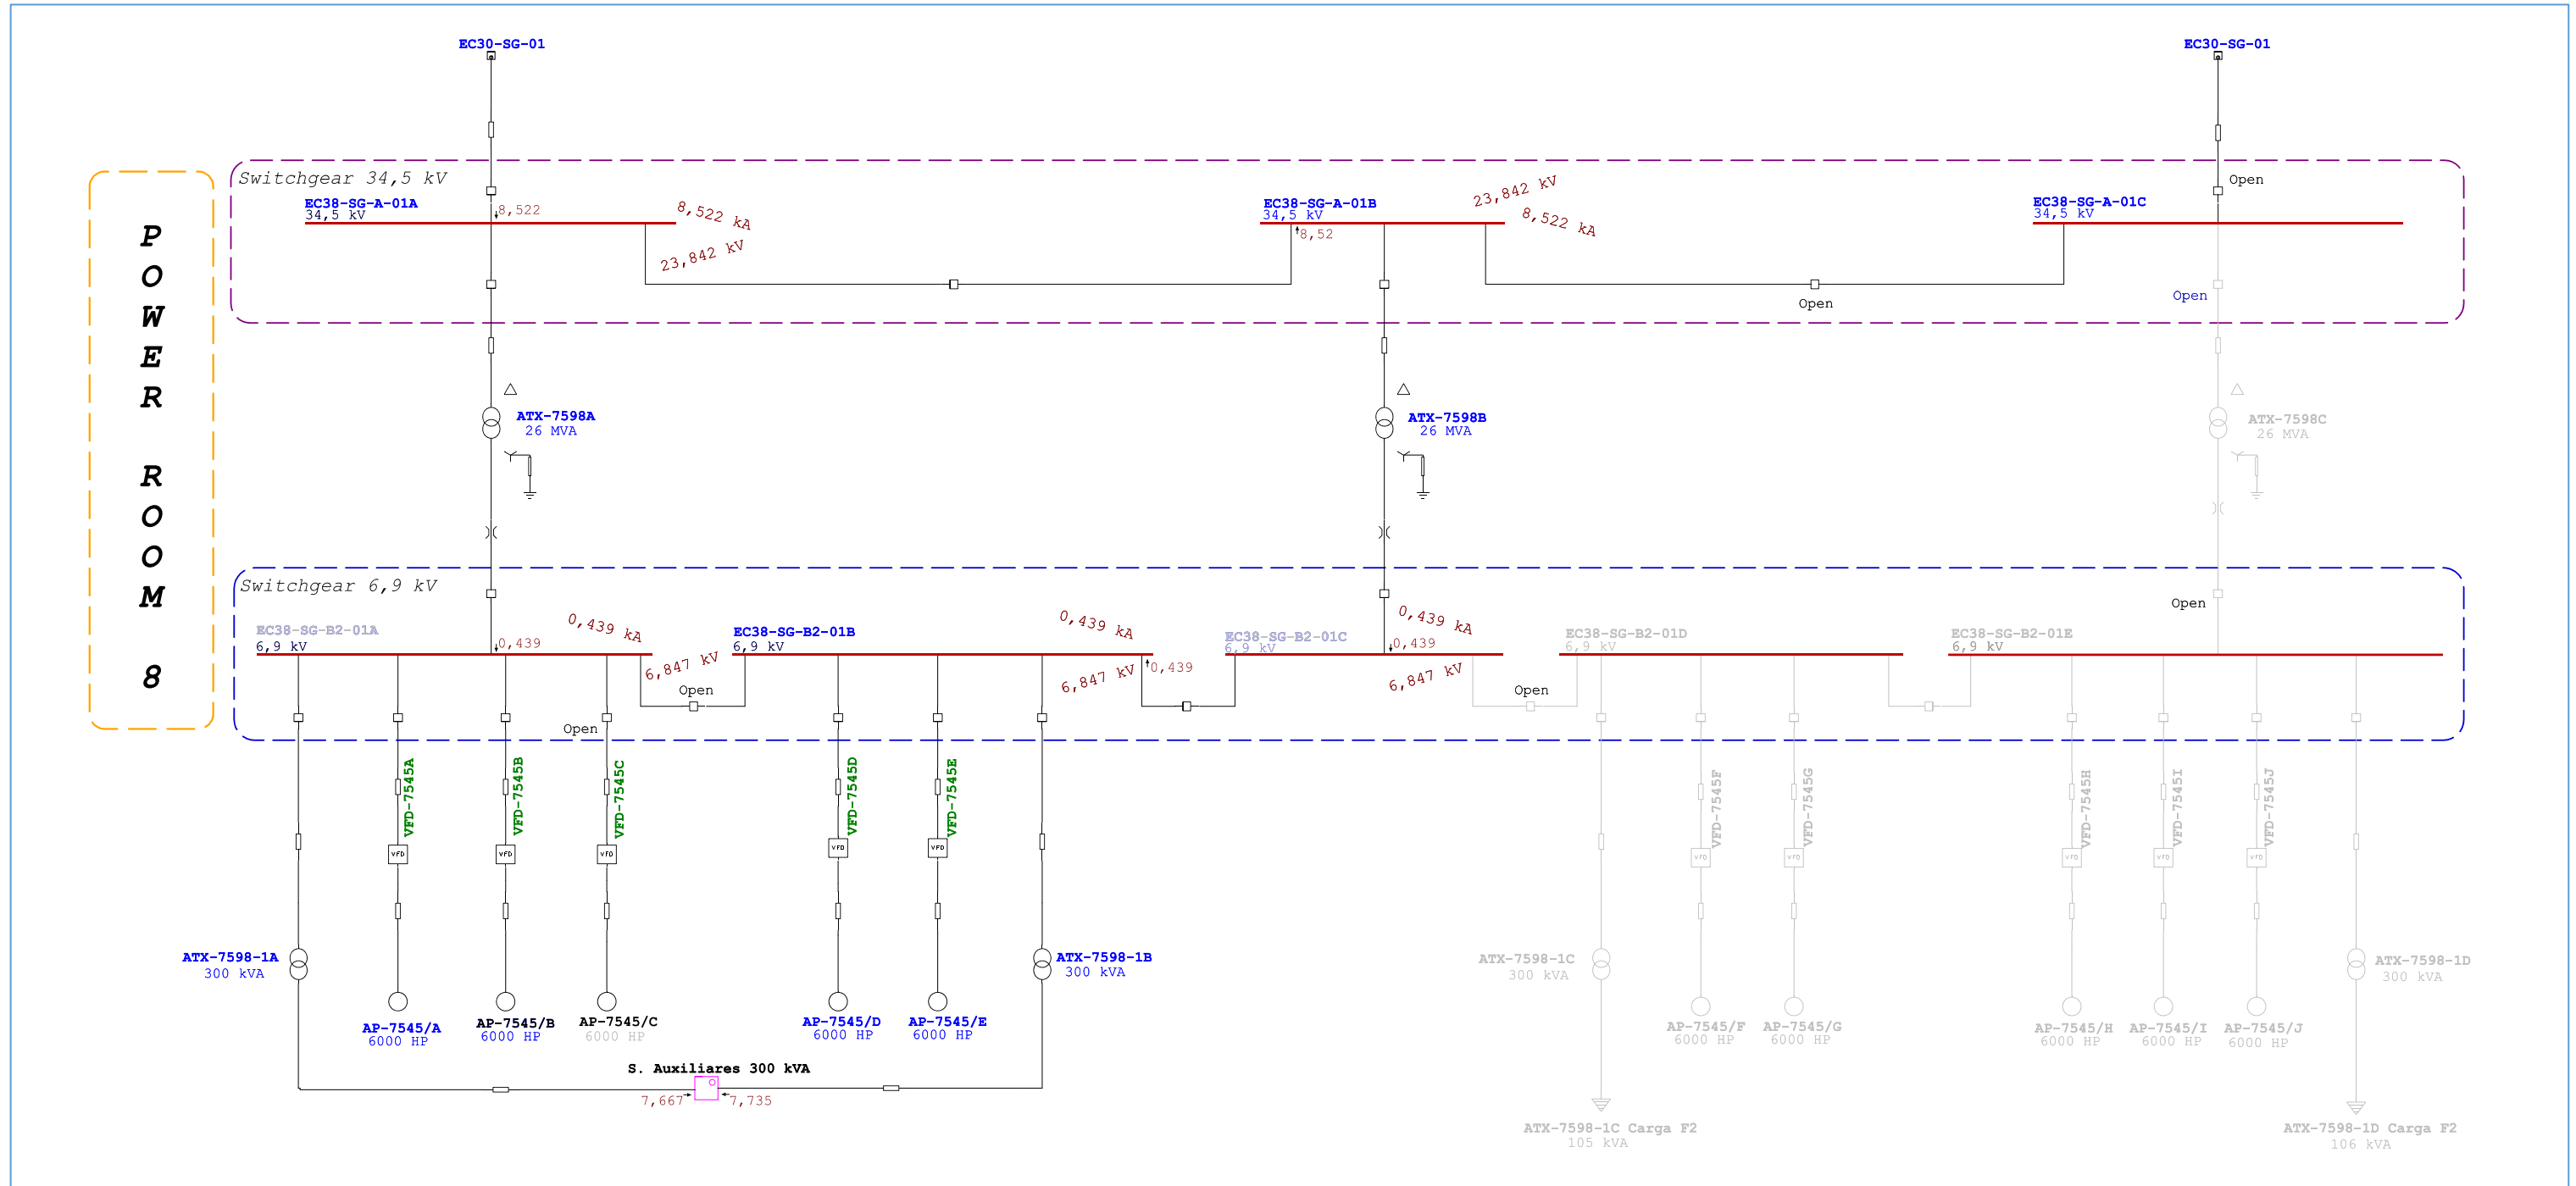 EC30-SG-01
EC30-SG-01
POWER ROOM 8
Switchgear 34,5 kV
Open
EC38-SG-A-01A
34,5 kV
8,522
8,522 kA
23,842 kV
EC38-SG-A-01B
34,5 kV
8,52
23,842 kV
8,522 kA
EC38-SG-A-01C
34,5 kV
Open
Open
ATX-7598A
26 MVA
ATX-7598B
26 MVA
ATX-7598C
26 MVA
Switchgear 6,9 kV
Open
EC38-SG-B2-01A
6,9 kV
0,439
0,439 kA
6,847 kV
EC38-SG-B2-01B
6,9 kV
0,439 kA
6,847 kV
0,439
EC38-SG-B2-01C
6,9 kV
0,439 kA
0,439
6,847 kV
EC38-SG-B2-01D
6,9 kV
EC38-SG-B2-01E
6,9 kV
Open
Open
Open
VFD-7545A
VFD-7545B
VFD-7545C
VFD-7545D
VFD-7545E
VFD-7545F
VFD-7545G
VFD-7545H
VFD-7545I
VFD-7545J
VFD
VFD
VFD
VFD
VFD
VFD
VFD
VFD
VFD
VFD
ATX-7598-1A
300 kVA
ATX-7598-1B
300 kVA
ATX-7598-1C
300 kVA
ATX-7598-1D
300 kVA
AP-7545/A
6000 HP
AP-7545/B
6000 HP
AP-7545/C
6000 HP
AP-7545/D
6000 HP
AP-7545/E
6000 HP
AP-7545/F
6000 HP
AP-7545/G
6000 HP
AP-7545/H
6000 HP
AP-7545/I
6000 HP
AP-7545/J
6000 HP
S. Auxiliares 300 kVA
7,667
7,735
ATX-7598-1C Carga F2
105 kVA
ATX-7598-1D Carga F2
106 kVA